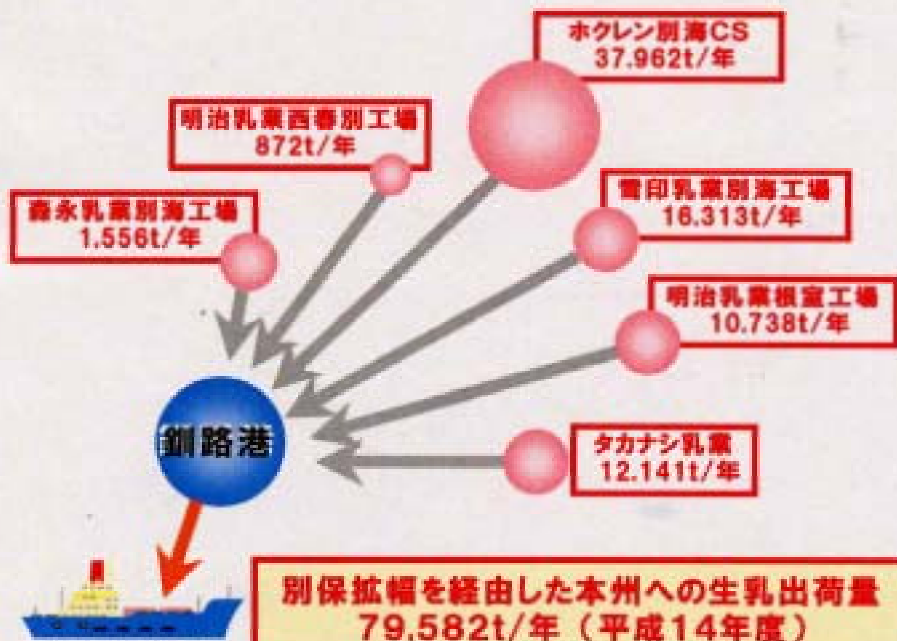 ホクレン別海CS
37.962t/年
明治乳業西春別工場
872t/年
森永乳業別海工場
1.556t/年
雪印乳業別海工場
16.313t/年
明治乳業根室工場
10.738t/年
釧路港
タカナシ乳業
12.141t/年
別保拡幅を経由した本州への生乳出荷量
79,582t/年（平成14年度）